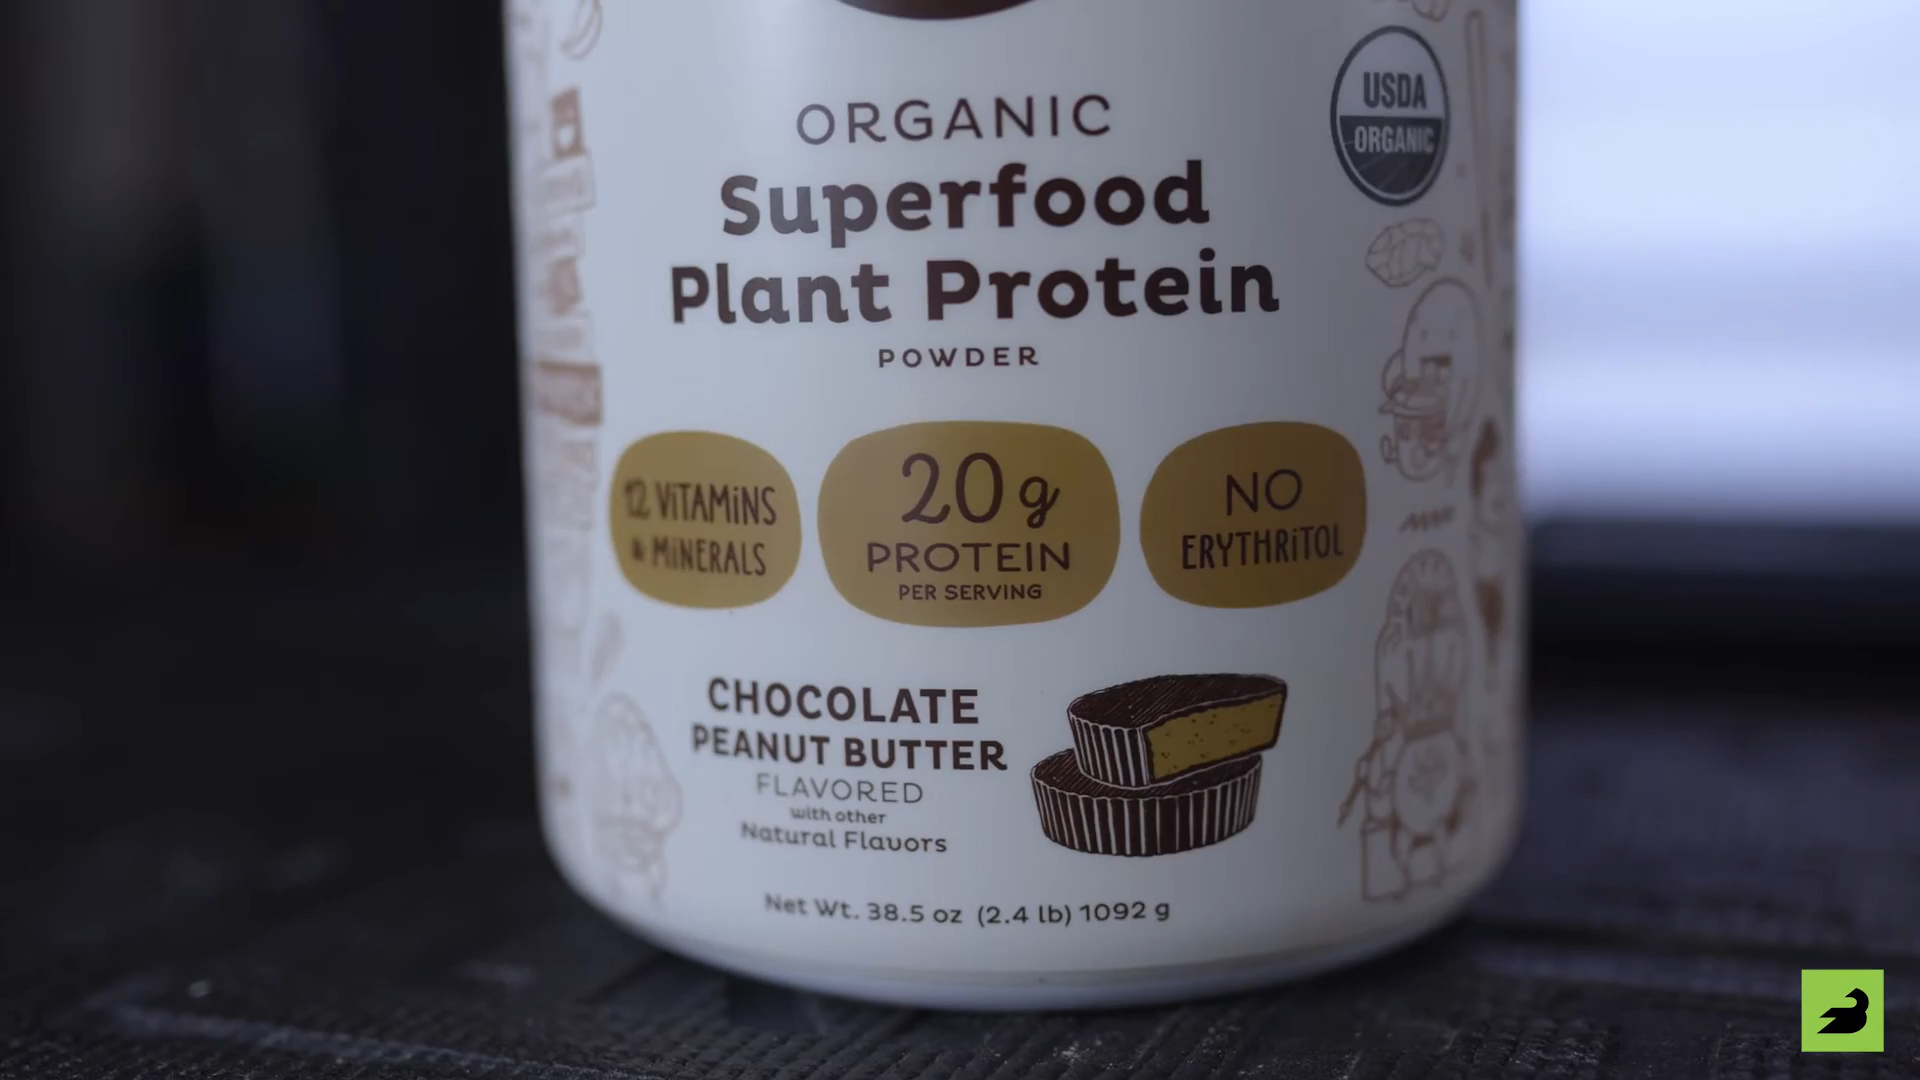 USDA
ORGANIC
ORGANIC
Superfood
Plant Protein
POWDER
12 ViTAMiNS
& MiNERALS
20g
PROTEIN
PER SERVING
NO
ERYTHRiTOL
CHOCOLATE
PEANUT BUTTER
FLAVORED
with other
Natural Flavors
Net Wt. 38.5 oz (2.4 lb) 1092 g